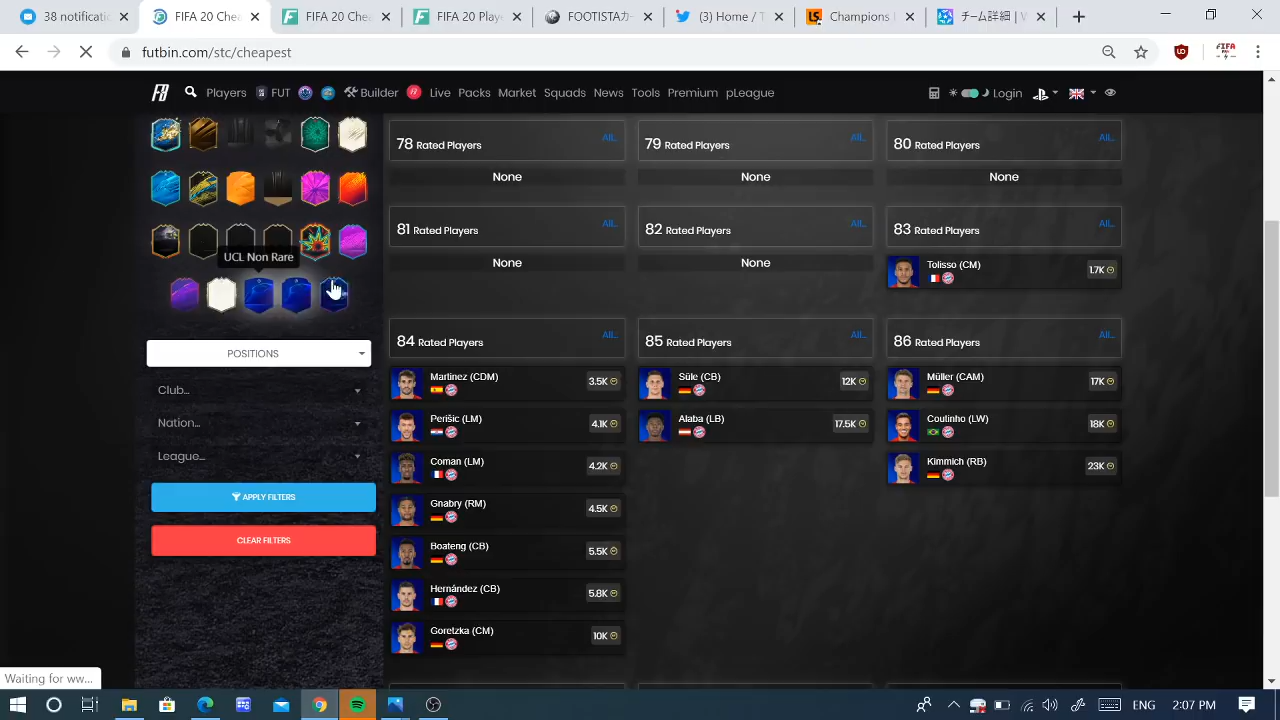 38 notificati
FIFA 20 Chea
FIFA 20 Che
FIFA 20 Play
FOOTISTAカー
(3) Home / T
Champions l
チーム詳細 | W
futbin.com/stc/cheapest
Players FUT Builder Live Packs Market Squads News Tools Premium pLeague Login
78 Rated Players All..
79 Rated Players All..
80 Rated Players All..
None
None
None
81 Rated Players All..
82 Rated Players All..
83 Rated Players All..
None
None
Tolisso (CM) 1.7K
UCL Non Rare
POSITIONS
Club...
Nation...
League...
APPLY FILTERS
CLEAR FILTERS
84 Rated Players All..
85 Rated Players All..
86 Rated Players All..
Martinez (CDM) 3.5K
Süle (CB) 12K
Müller (CAM) 17K
Perišic (LM) 4.1K
Alaba (LB) 17.5K
Coutinho (LW) 18K
Coman (LM) 4.2K
Kimmich (RB) 23K
Gnabry (RM) 4.5K
Boateng (CB) 5.5K
Hernández (CB) 5.8K
Goretzka (CM) 10K
Waiting for ww...
ENG 2:07 PM